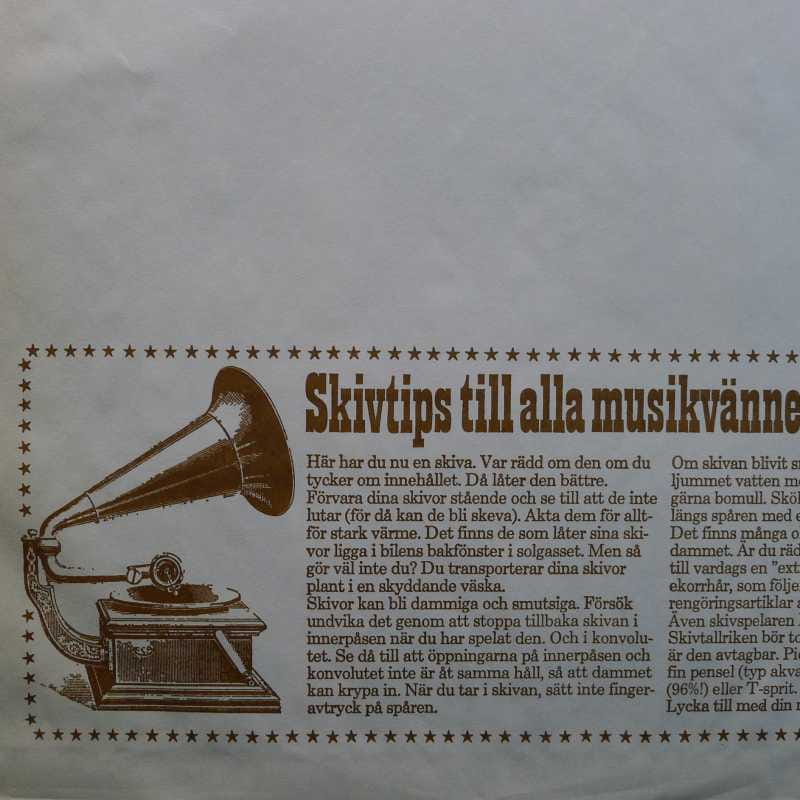 Skivtips till alla musikvänne
Här har du nu en skiva. Var rädd om den om du
tycker om innehållet. Då låter den bättre.
Förvara dina skivor stående och se till att de inte
lutar (för då kan de bli skeva). Akta dem för allt-
för stark värme. Det finns de som låter sina ski-
vor ligga i bilens bakfönster i solgasset. Men så
gör väl inte du? Du transporterar dina skivor
plant i en skyddande väska.
Skivor kan bli dammiga och smutsiga. Försök
undvika det genom att stoppa tillbaka skivan i
innerpåsen när du har spelat den. Och i konvolu-
tet. Se då till att öppningarna på innerpåsen och
konvolutet inte är åt samma håll, så att dammet
kan krypa in. När du tar i skivan, sätt inte finger-
avtryck på spåren.
Om skivan blivit
ljummet vatten
gärna bomull.
längs spåren med
Det finns många
dammet. Är du
till vardags en
ekorrhår, som
rengöringsartiklar
Även skivspelaren
Skivtallriken bör
är den avtagbar.
fin pensel (typ
(96%!) eller T-sprit.
Lycka till med din